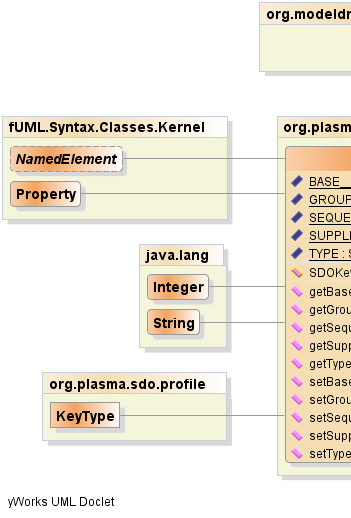 org.modeldr
fUML.Syntax.Classes.Kernel
NamedElement
Property
org.plasm
BASE_
GROUP
SEQUE
SUPPLI
TYPE : S
SDOKe
getBase
getGrou
getSequ
getSupp
getType
setBase
setGrou
setSequ
setSupp
setType
java.lang
Integer
String
org.plasma.sdo.profile
KeyType
yWorks UML Doclet